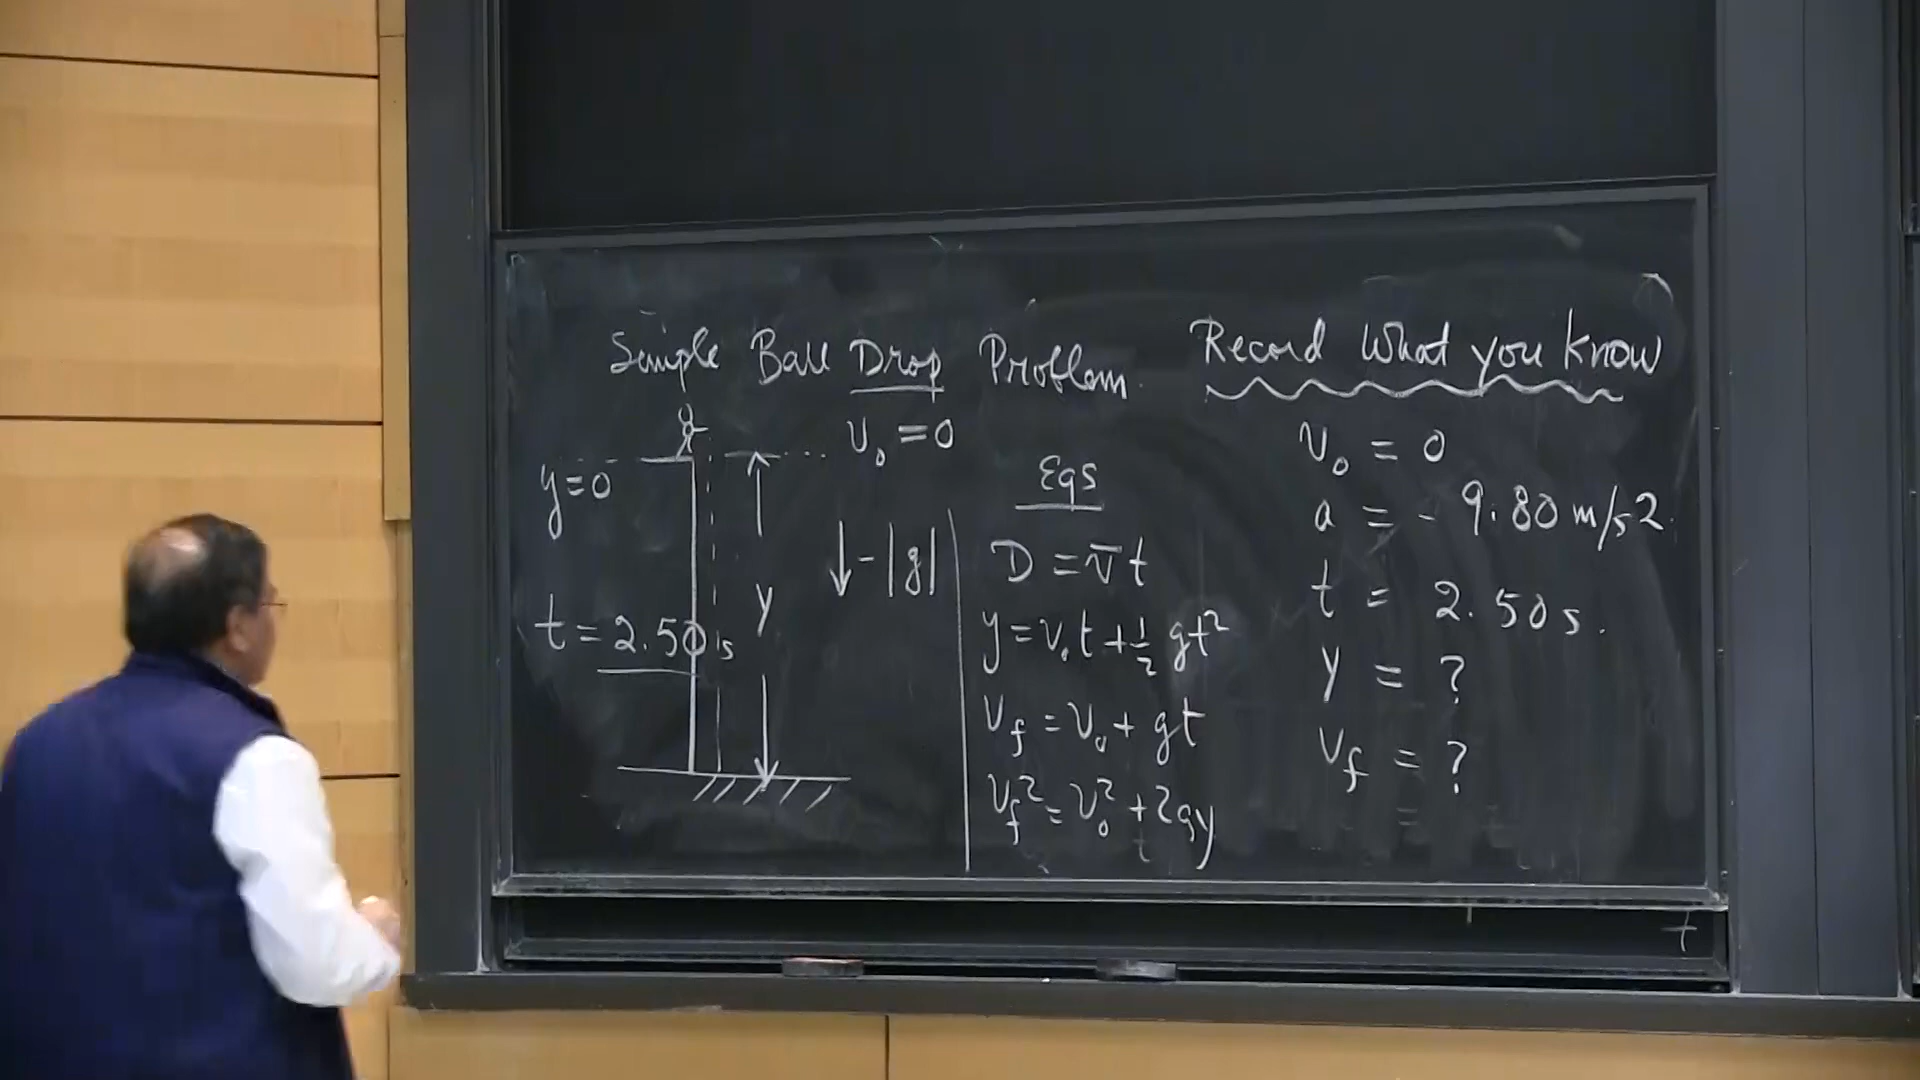 Simple Ball Drop Problem.
v₀ = 0
y=0
t = 2.50 s
y
-|g|
Eqs
D = v̅ t
y = v₀t + ½ gt²
v_f = v₀ + gt
v_f² = v₀² + 2gy
Record What you know
v₀ = 0
a = - 9.80 m/s2.
t = 2.50 s.
y = ?
v_f = ?